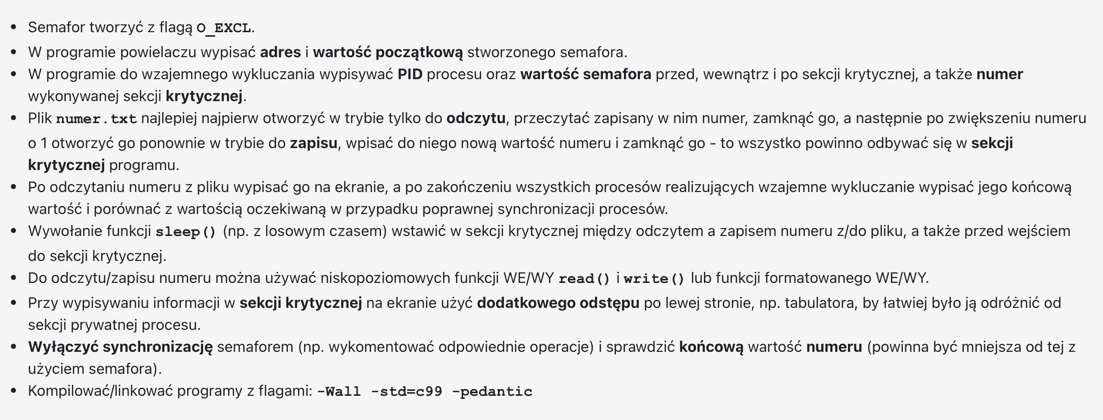 • Semafor tworzyć z flagą O_EXCL.
• W programie powielaczu wypisać adres i wartość początkową stworzonego semafora.
• W programie do wzajemnego wykluczania wypisywać PID procesu oraz wartość semafora przed, wewnątrz i po sekcji krytycznej, a także numer
wykonywanej sekcji krytycznej.
• Plik numer.txt najlepiej najpierw otworzyć w trybie tylko do odczytu, przeczytać zapisany w nim numer, zamknąć go, a następnie po zwiększeniu numeru
o 1 otworzyć go ponownie w trybie do zapisu, wpisać do niego nową wartość numeru i zamknąć go - to wszystko powinno odbywać się w sekcji
krytycznej programu.
• Po odczytaniu numeru z pliku wypisać go na ekranie, a po zakończeniu wszystkich procesów realizujących wzajemne wykluczanie wypisać jego końcową
wartość i porównać z wartością oczekiwaną w przypadku poprawnej synchronizacji procesów.
• Wywołanie funkcji sleep() (np. z losowym czasem) wstawić w sekcji krytycznej między odczytem a zapisem numeru z/do pliku, a także przed wejściem
do sekcji krytycznej.
• Do odczytu/zapisu numeru można używać niskopoziomowych funkcji WE/WY read() i write() lub funkcji formatowanego WE/WY.
• Przy wypisywaniu informacji w sekcji krytycznej na ekranie użyć dodatkowego odstępu po lewej stronie, np. tabulatora, by łatwiej było ją odróżnić od
sekcji prywatnej procesu.
• Wyłączyć synchronizację semaforem (np. wykomentować odpowiednie operacje) i sprawdzić końcową wartość numeru (powinna być mniejsza od tej z
użyciem semafora).
• Kompilować/linkować programy z flagami: -Wall -std=c99 -pedantic